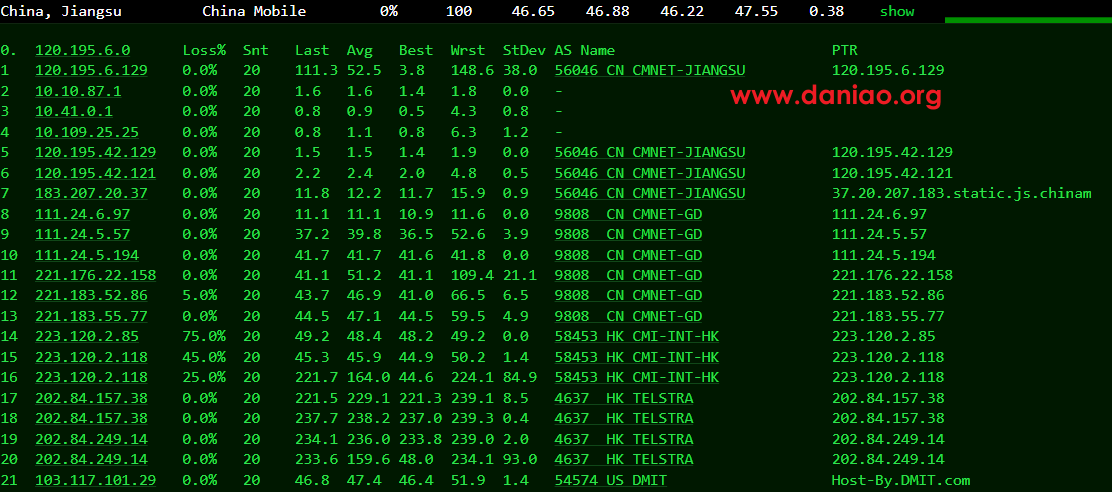 China, Jiangsu China Mobile 0% 100 46.65 46.88 46.22 47.55 0.38 show
0. 120.195.6.0 Loss% Snt Last Avg Best Wrst StDev AS Name PTR
1 120.195.6.129 0.0% 20 111.3 52.5 3.8 148.6 38.0 56046 CN CMNET-JIANGSU 120.195.6.129
2 10.10.87.1 0.0% 20 1.6 1.6 1.4 1.8 0.0 -
www.daniao.org
3 10.41.0.1 0.0% 20 0.8 0.9 0.5 4.3 0.8 -
4 10.109.25.25 0.0% 20 0.8 1.1 0.8 6.3 1.2 -
5 120.195.42.129 0.0% 20 1.5 1.5 1.4 1.9 0.0 56046 CN CMNET-JIANGSU 120.195.42.129
6 120.195.42.121 0.0% 20 2.2 2.4 2.0 4.8 0.5 56046 CN CMNET-JIANGSU 120.195.42.121
7 183.207.20.37 0.0% 20 11.8 12.2 11.7 15.9 0.9 56046 CN CMNET-JIANGSU 37.20.207.183.static.js.chinam
8 111.24.6.97 0.0% 20 11.1 11.1 10.9 11.6 0.0 9808 CN CMNET-GD 111.24.6.97
9 111.24.5.57 0.0% 20 37.2 39.8 36.5 52.6 3.9 9808 CN CMNET-GD 111.24.5.57
10 111.24.5.194 0.0% 20 41.7 41.7 41.6 41.8 0.0 9808 CN CMNET-GD 111.24.5.194
11 221.176.22.158 0.0% 20 41.1 51.2 41.1 109.4 21.1 9808 CN CMNET-GD 221.176.22.158
12 221.183.52.86 5.0% 20 43.7 46.9 41.0 66.5 6.5 9808 CN CMNET-GD 221.183.52.86
13 221.183.55.77 0.0% 20 44.5 47.1 44.5 59.5 4.9 9808 CN CMNET-GD 221.183.55.77
14 223.120.2.85 75.0% 20 49.2 48.4 48.2 49.2 0.0 58453 HK CMI-INT-HK 223.120.2.85
15 223.120.2.118 45.0% 20 45.3 45.9 44.9 50.2 1.4 58453 HK CMI-INT-HK 223.120.2.118
16 223.120.2.118 25.0% 20 221.7 164.0 44.6 224.1 84.9 58453 HK CMI-INT-HK 223.120.2.118
17 202.84.157.38 0.0% 20 221.5 229.1 221.3 239.1 8.5 4637 HK TELSTRA 202.84.157.38
18 202.84.157.38 0.0% 20 237.7 238.2 237.0 239.3 0.4 4637 HK TELSTRA 202.84.157.38
19 202.84.249.14 0.0% 20 234.1 236.0 233.8 239.0 2.0 4637 HK TELSTRA 202.84.249.14
20 202.84.249.14 0.0% 20 233.6 159.6 48.0 234.1 93.0 4637 HK TELSTRA 202.84.249.14
21 103.117.101.29 0.0% 20 46.8 47.4 46.4 51.9 1.4 54574 US DMIT Host-By.DMIT.com